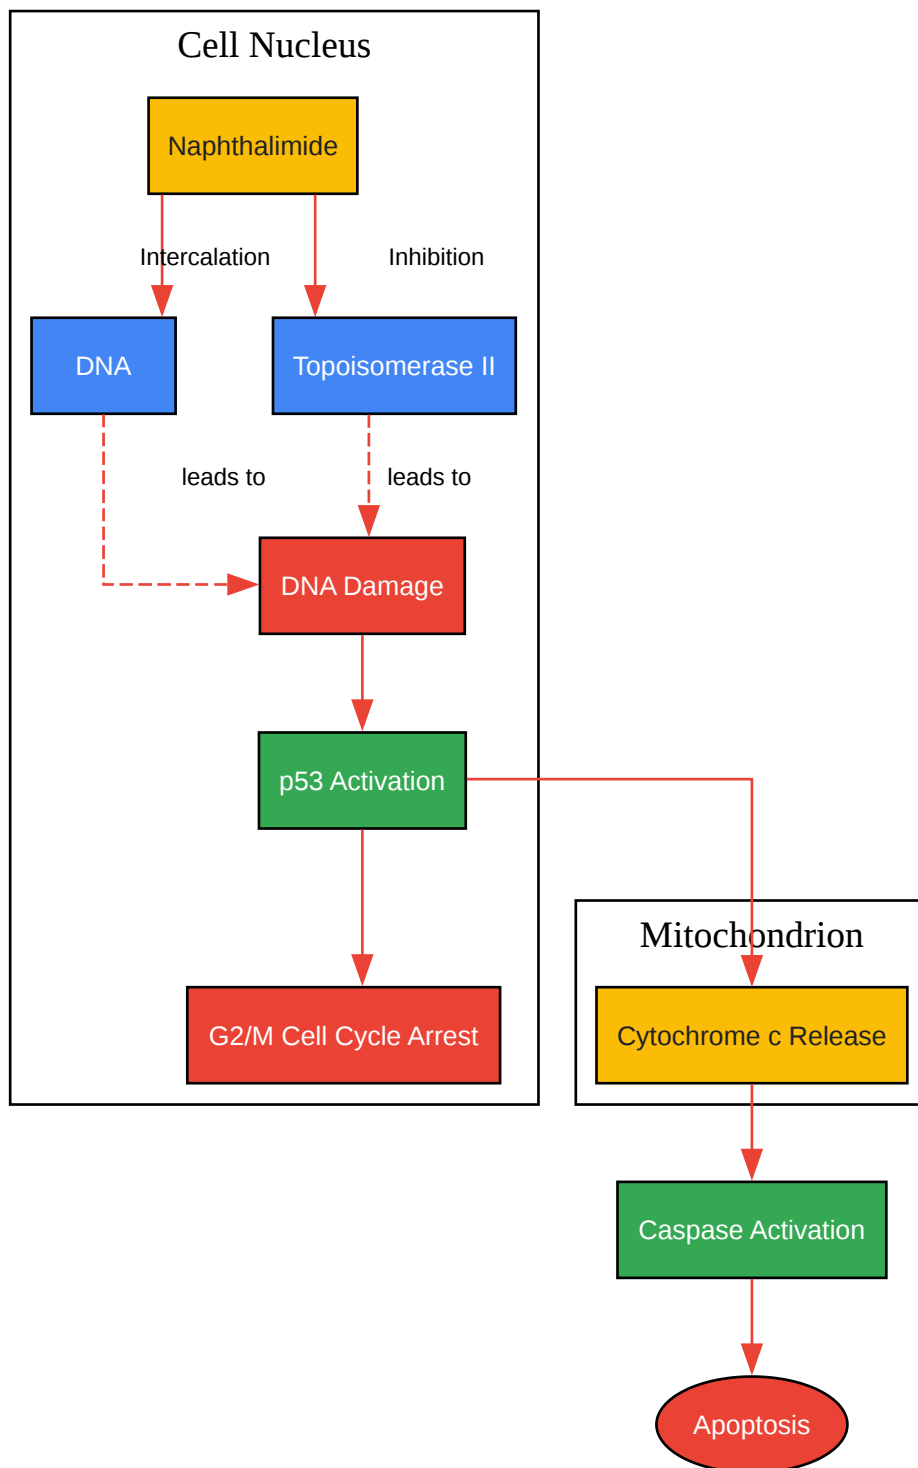 Cell Nucleus
Naphthalimide
Intercalation
Inhibition
DNA
Topoisomerase II
leads to
leads to
DNA Damage
p53 Activation
Mitochondrion
G2/M Cell Cycle Arrest
Cytochrome c Release
Caspase Activation
Apoptosis